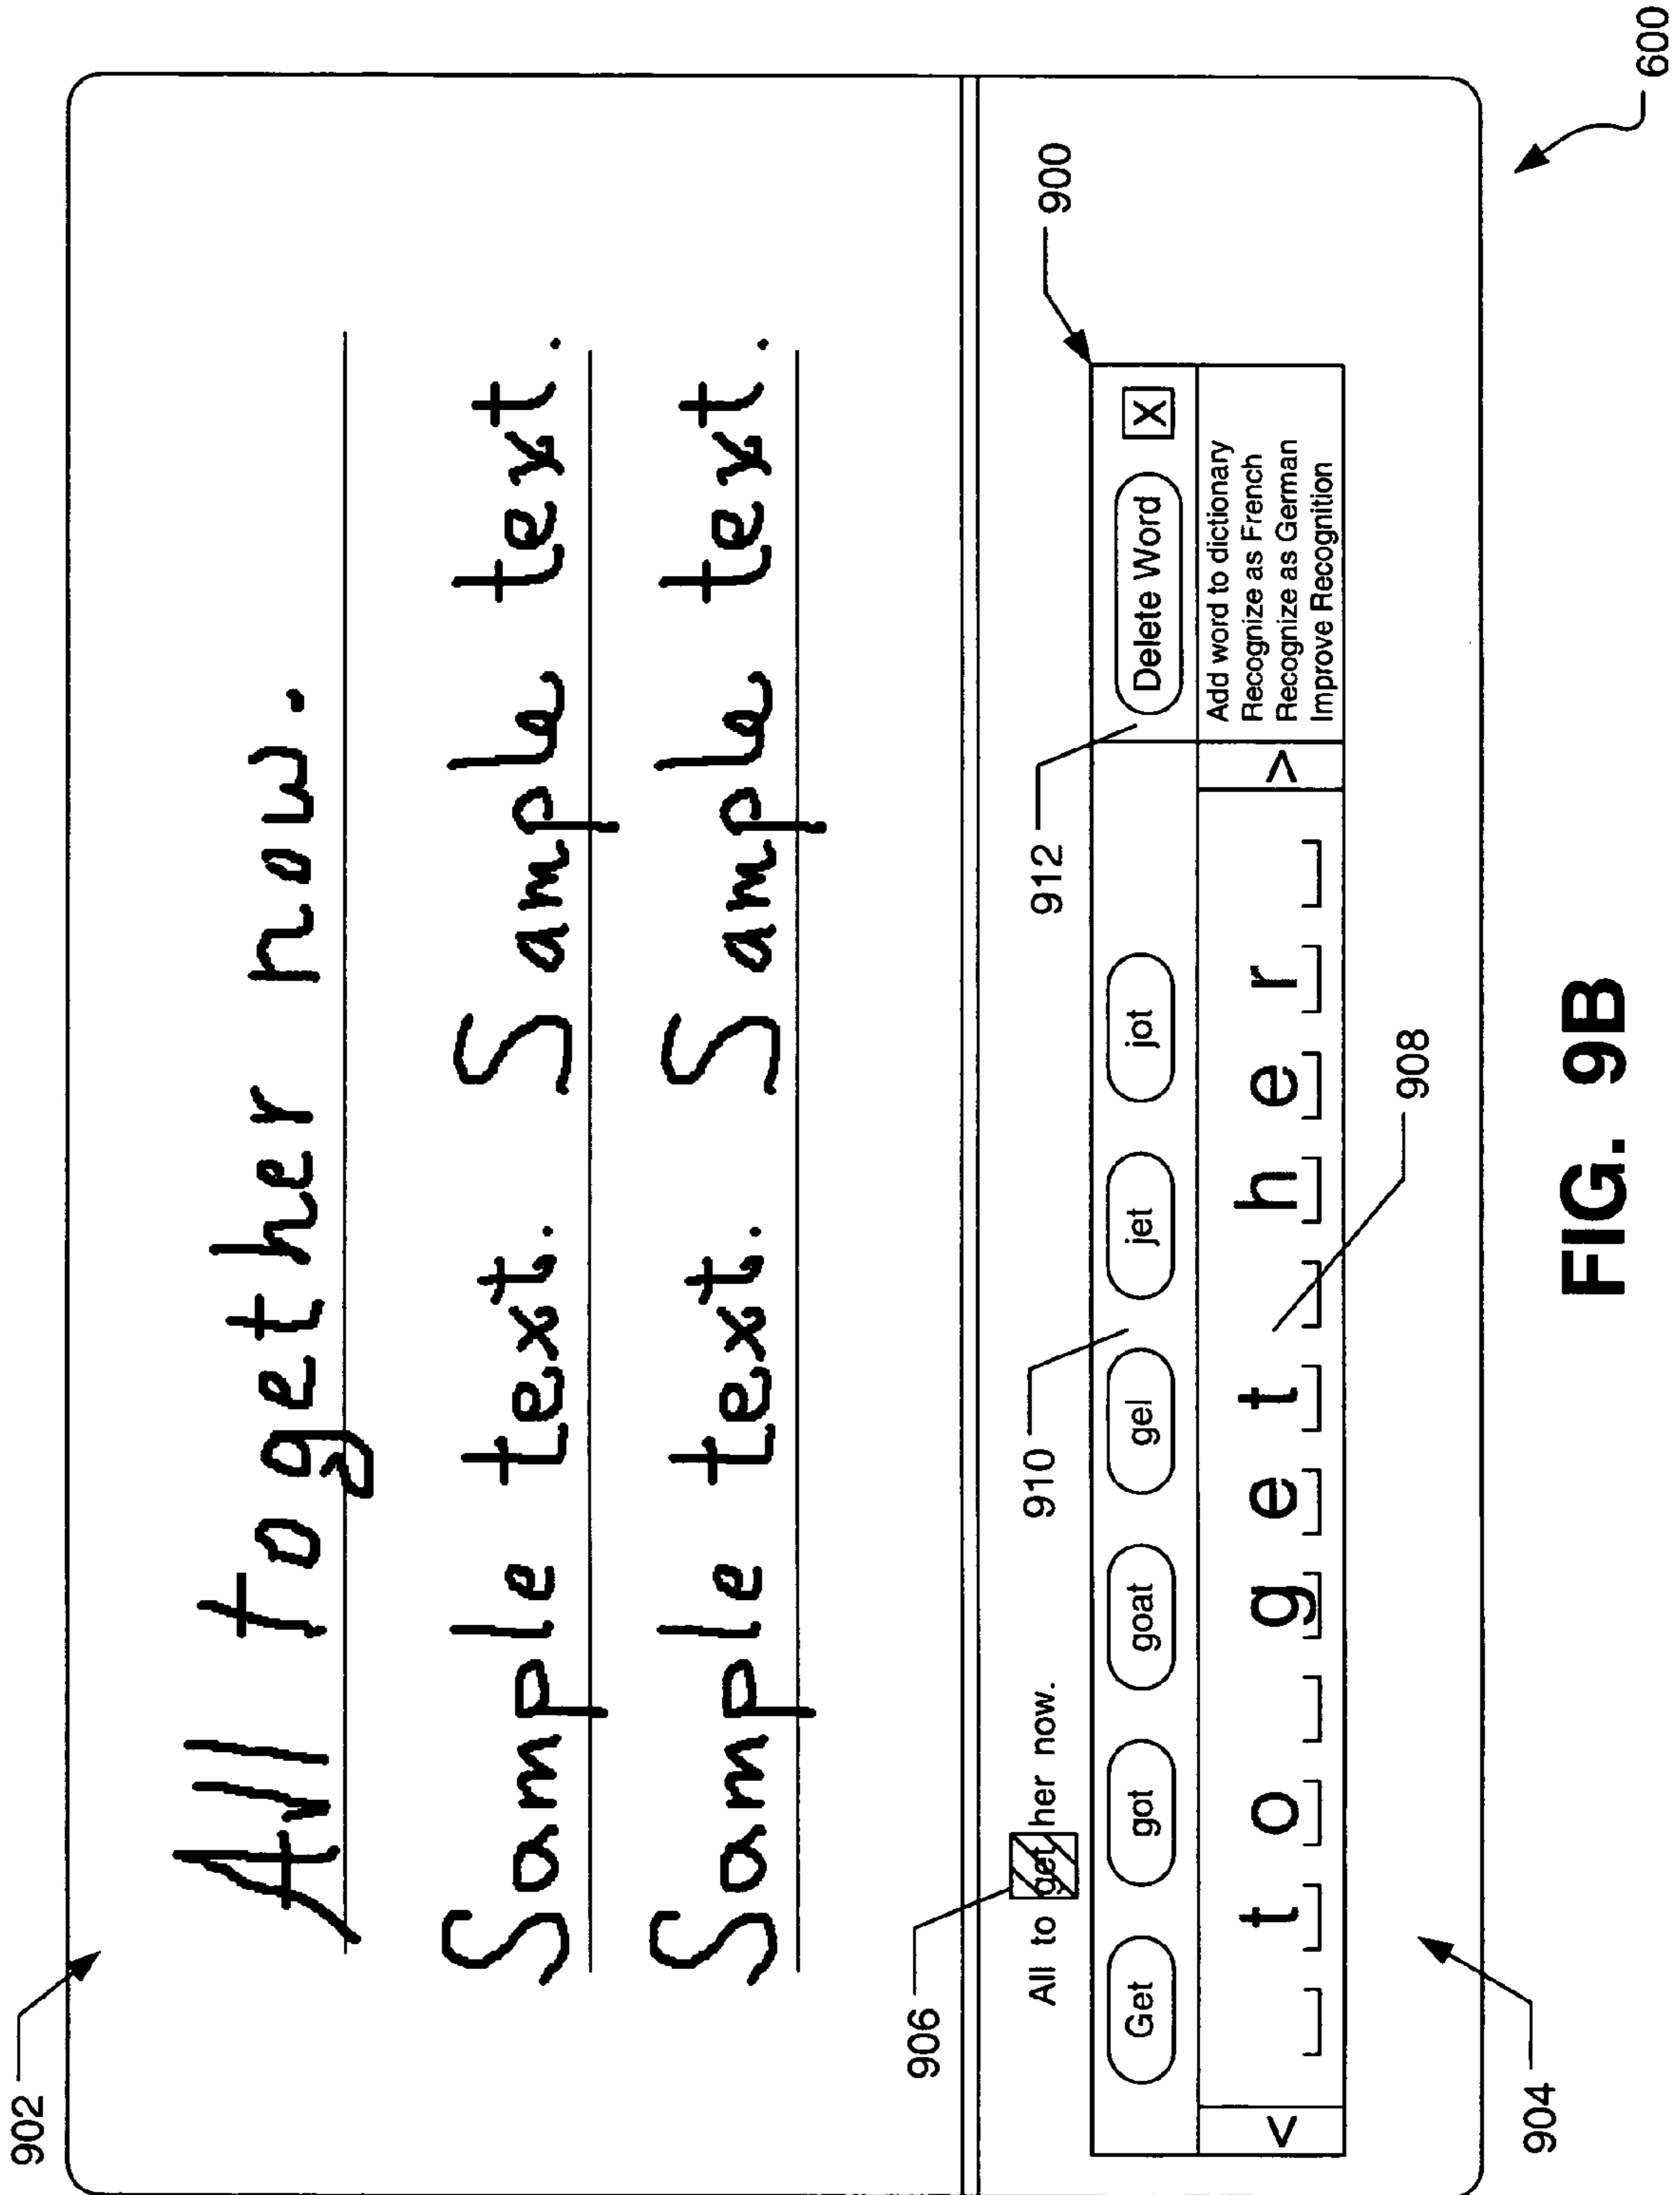 902
All together now.
Sample text. Sample text.
Sample text. Sample text.
906
All to get her now.
910
912
900
Get got goat gel jet jot Delete Word X
< t o g e t h e r >
Add word to dictionary
Recognize as French
Recognize as German
Improve Recognition
904
908
600
FIG. 9B